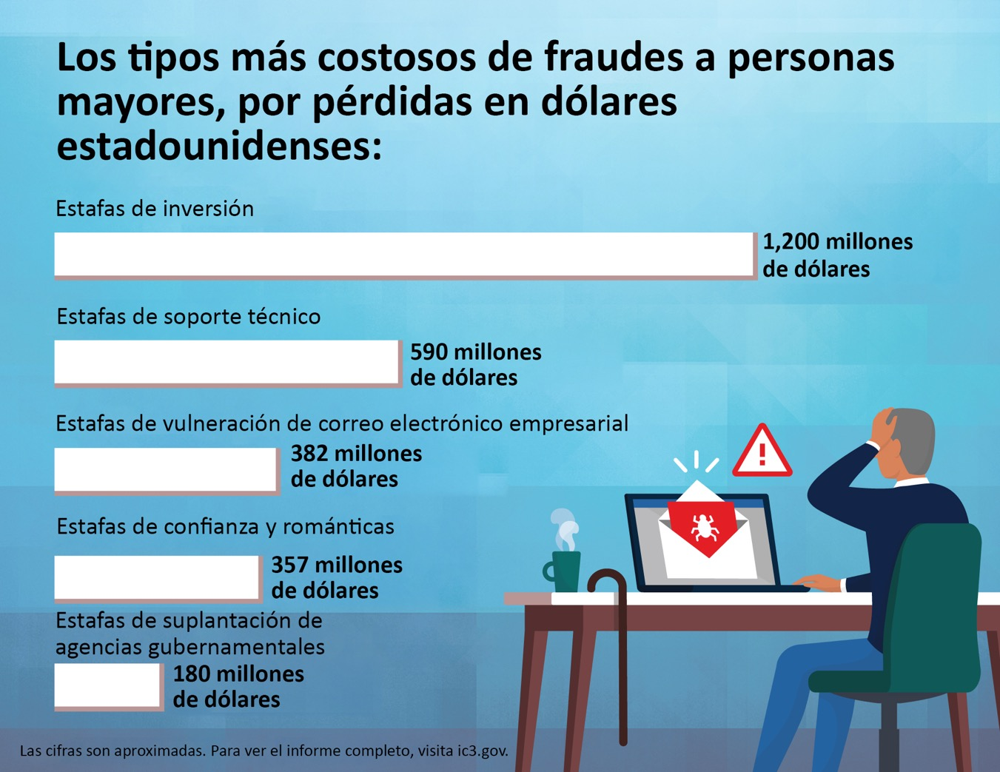 Los tipos más costosos de fraudes a personas
mayores, por pérdidas en dólares
estadounidenses:
Estafas de inversión
1,200 millones
de dólares
Estafas de soporte técnico
590 millones
de dólares
Estafas de vulneración de correo electrónico empresarial
382 millones
de dólares
Estafas de confianza y románticas
357 millones
de dólares
Estafas de suplantación de
agencias gubernamentales
180 millones
de dólares
Las cifras son aproximadas. Para ver el informe completo, visita ic3.gov.